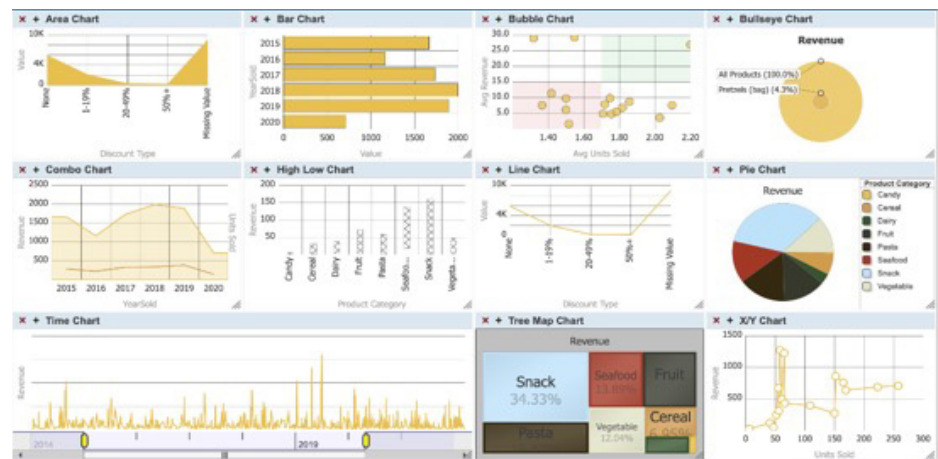 Area Chart
10K
4K
0
Value
None
1-19%
20-49%
50%+
Missing Value
Discount Type
Bar Chart
2015
2016
2017
2018
2019
2020
YearSold
0 500 1000 1500 2000
Value
Bubble Chart
30.0
25.0
20.0
15.0
10.0
5.0
Avg Revenue
1.40 1.60 1.80 2.00 2.20
Avg Units Sold
Bullseye Chart
Revenue
All Products (100.0%)
Pretzels (bag) (4.3%)
Combo Chart
2500
2000
1500
1000
500
Revenue
Units Sold
2015 2016 2017 2018 2019 2020
YearSold
High Low Chart
200
150
100
50
Revenue
Candy
Cereal
Dairy
Fruit
Pasta
Seafoo...
Snack
Vegeta...
Product Category
Line Chart
10K
4K
0
Value
None
1-19%
20-49%
50%+
Missing Value
Discount Type
Pie Chart
Revenue
Product Category
Candy
Cereal
Dairy
Fruit
Pasta
Seafood
Snack
Vegetable
Time Chart
Revenue
2014
2019
Tree Map Chart
Revenue
Snack
34.33%
Pasta
Seafood
13.89%
Fruit
Vegetable
12.04%
Cereal
6.95%
X/Y Chart
1500
1000
500
Revenue
0 50 100 150 200 250 300
Units Sold